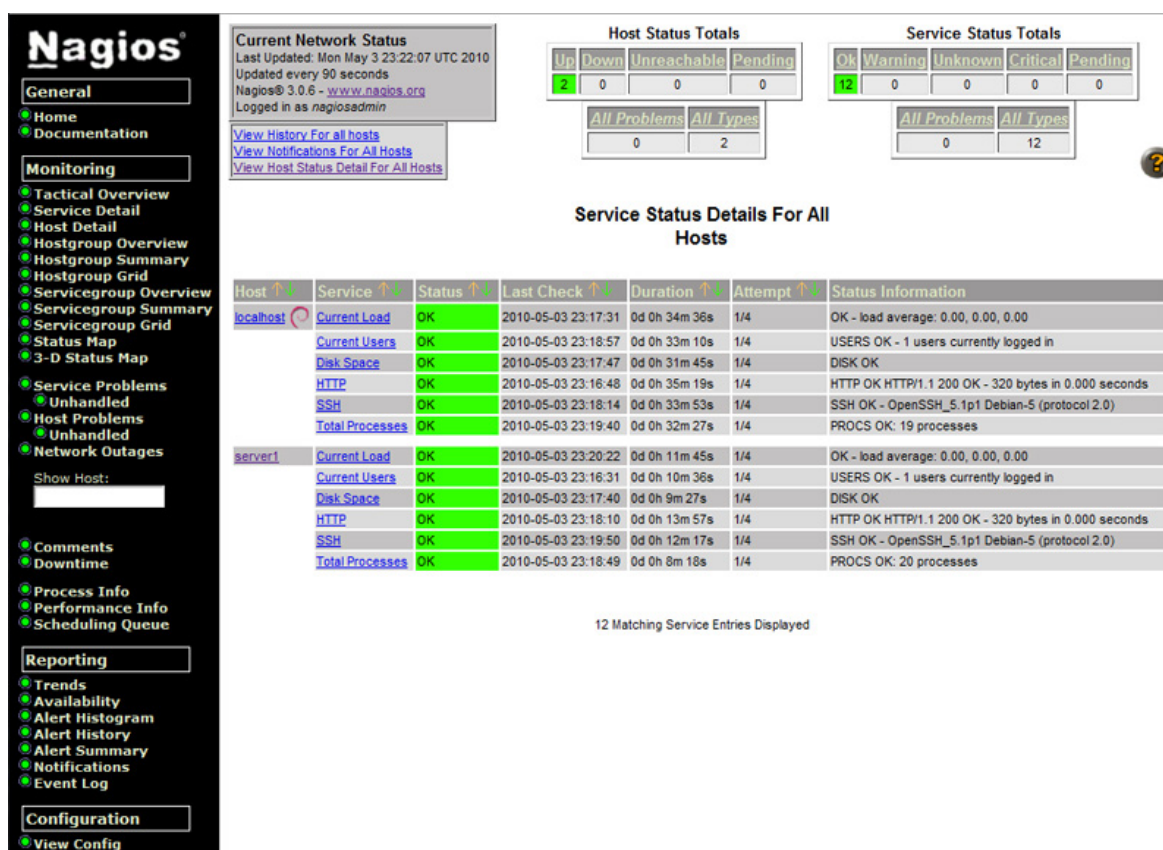 Nagios®
General
Home
Documentation
Monitoring
Tactical Overview
Service Detail
Host Detail
Hostgroup Overview
Hostgroup Summary
Hostgroup Grid
Servicegroup Overview
Servicegroup Summary
Servicegroup Grid
Status Map
3-D Status Map
Service Problems
Unhandled
Host Problems
Unhandled
Network Outages
Show Host:
Comments
Downtime
Process Info
Performance Info
Scheduling Queue
Reporting
Trends
Availability
Alert Histogram
Alert History
Alert Summary
Notifications
Event Log
Configuration
View Config
Current Network Status
Last Updated: Mon May 3 23:22:07 UTC 2010
Updated every 90 seconds
Nagios® 3.0.6 - www.nagios.org
Logged in as nagiosadmin
View History For all hosts
View Notifications For All Hosts
View Host Status Detail For All Hosts
Host Status Totals
Up Down Unreachable Pending
2 0 0 0
All Problems All Types
0 2
Service Status Totals
Ok Warning Unknown Critical Pending
12 0 0 0 0
All Problems All Types
0 12
?
Service Status Details For All
Hosts
Host Service Status Last Check Duration Attempt Status Information
localhost Current Load OK 2010-05-03 23:17:31 0d 0h 34m 36s 1/4 OK - load average: 0.00, 0.00, 0.00
Current Users OK 2010-05-03 23:18:57 0d 0h 33m 10s 1/4 USERS OK - 1 users currently logged in
Disk Space OK 2010-05-03 23:17:47 0d 0h 31m 45s 1/4 DISK OK
HTTP OK 2010-05-03 23:16:48 0d 0h 35m 19s 1/4 HTTP OK HTTP/1.1 200 OK - 320 bytes in 0.000 seconds
SSH OK 2010-05-03 23:18:14 0d 0h 33m 53s 1/4 SSH OK - OpenSSH_5.1p1 Debian-5 (protocol 2.0)
Total Processes OK 2010-05-03 23:19:40 0d 0h 32m 27s 1/4 PROCS OK: 19 processes
server1 Current Load OK 2010-05-03 23:20:22 0d 0h 11m 45s 1/4 OK - load average: 0.00, 0.00, 0.00
Current Users OK 2010-05-03 23:16:31 0d 0h 10m 36s 1/4 USERS OK - 1 users currently logged in
Disk Space OK 2010-05-03 23:17:40 0d 0h 9m 27s 1/4 DISK OK
HTTP OK 2010-05-03 23:18:10 0d 0h 13m 57s 1/4 HTTP OK HTTP/1.1 200 OK - 320 bytes in 0.000 seconds
SSH OK 2010-05-03 23:19:50 0d 0h 12m 17s 1/4 SSH OK - OpenSSH_5.1p1 Debian-5 (protocol 2.0)
Total Processes OK 2010-05-03 23:18:49 0d 0h 8m 18s 1/4 PROCS OK: 20 processes
12 Matching Service Entries Displayed